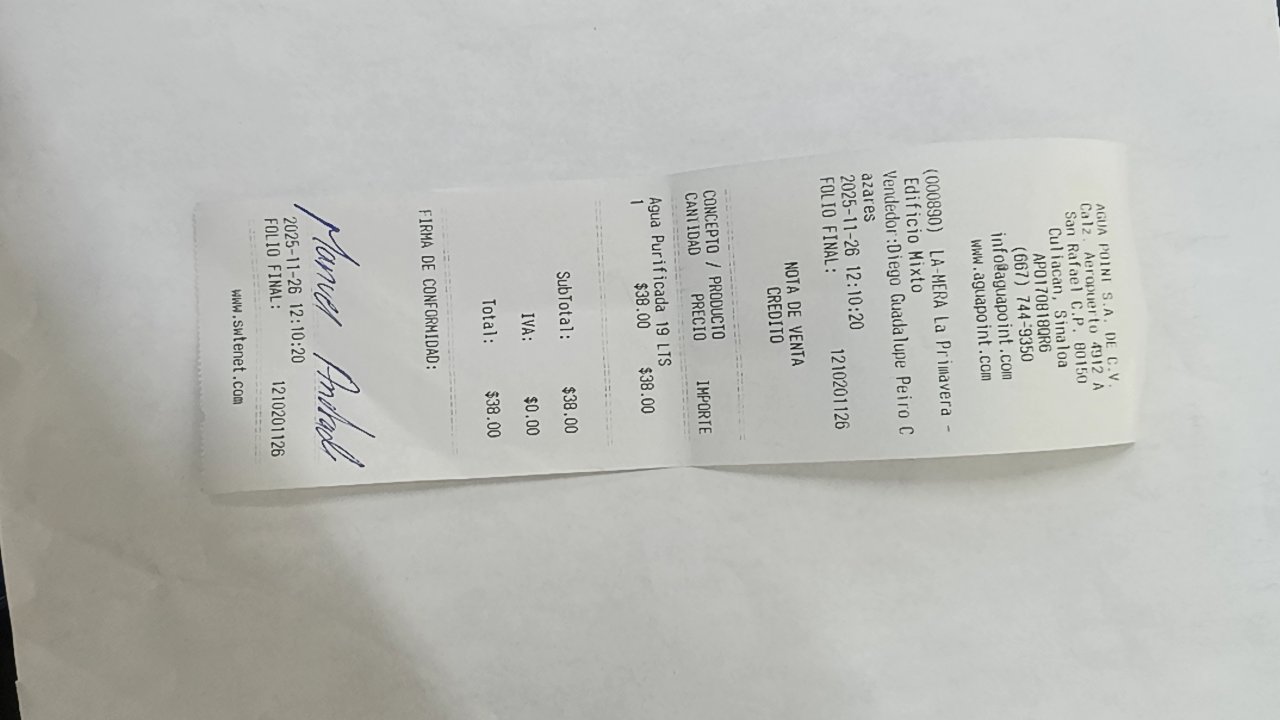 AGUA POINI S.A. DE C.V.
Calz. Aeropuerto 4912 A
San Rafael C.P. 80150
Culiacan, Sinaloa
APO170818QR6
(667) 744-9350
info@aguapoint.com
www.aguapoint.com
(000890) LA-MERA La Primavera -
Edificio Mixto
Vendedor:Diego Guadalupe Peiro C
azares
2025-11-26 12:10:20
FOLIO FINAL: 1210201126
NOTA DE VENTA
CREDITO
CONCEPTO / PRODUCTO
CANTIDAD PRECIO IMPORTE
Agua Purificada 19 LTS
1 $38.00 $38.00
SubTotal: $38.00
IVA: $0.00
Total: $38.00
FIRMA DE CONFORMIDAD:
2025-11-26 12:10:20
FOLIO FINAL: 1210201126
www.swtenet.com